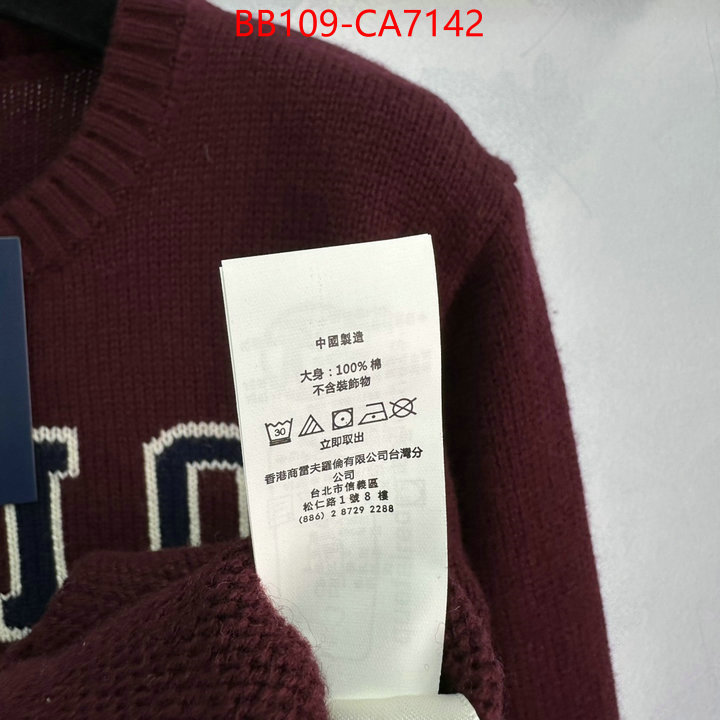 BB109-CA7142
中國製造
大身：100% 棉
不含裝飾物
30
立即取出
香港商雷夫羅倫有限公司台灣分
公司
台北市信義區
松仁路1號8樓
(886) 2 8729 2288